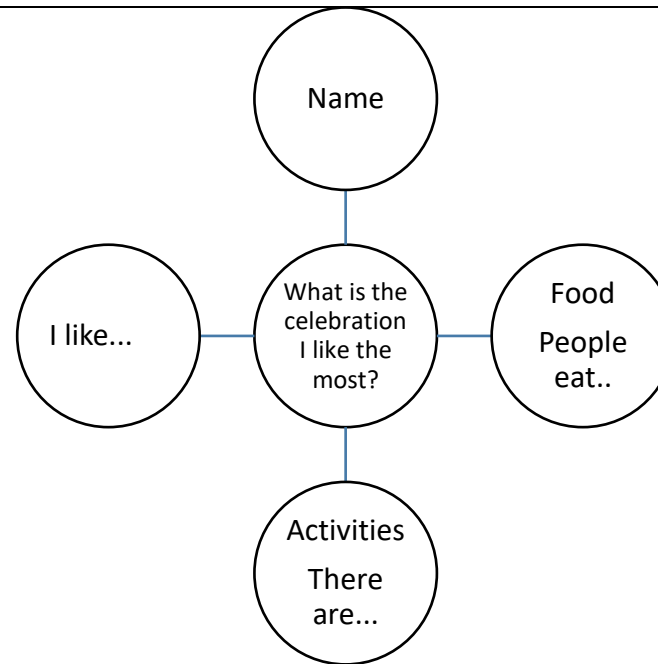 Name
I like...
What is the
celebration
I like the
most?
Food
People
eat..
Activities
There
are...